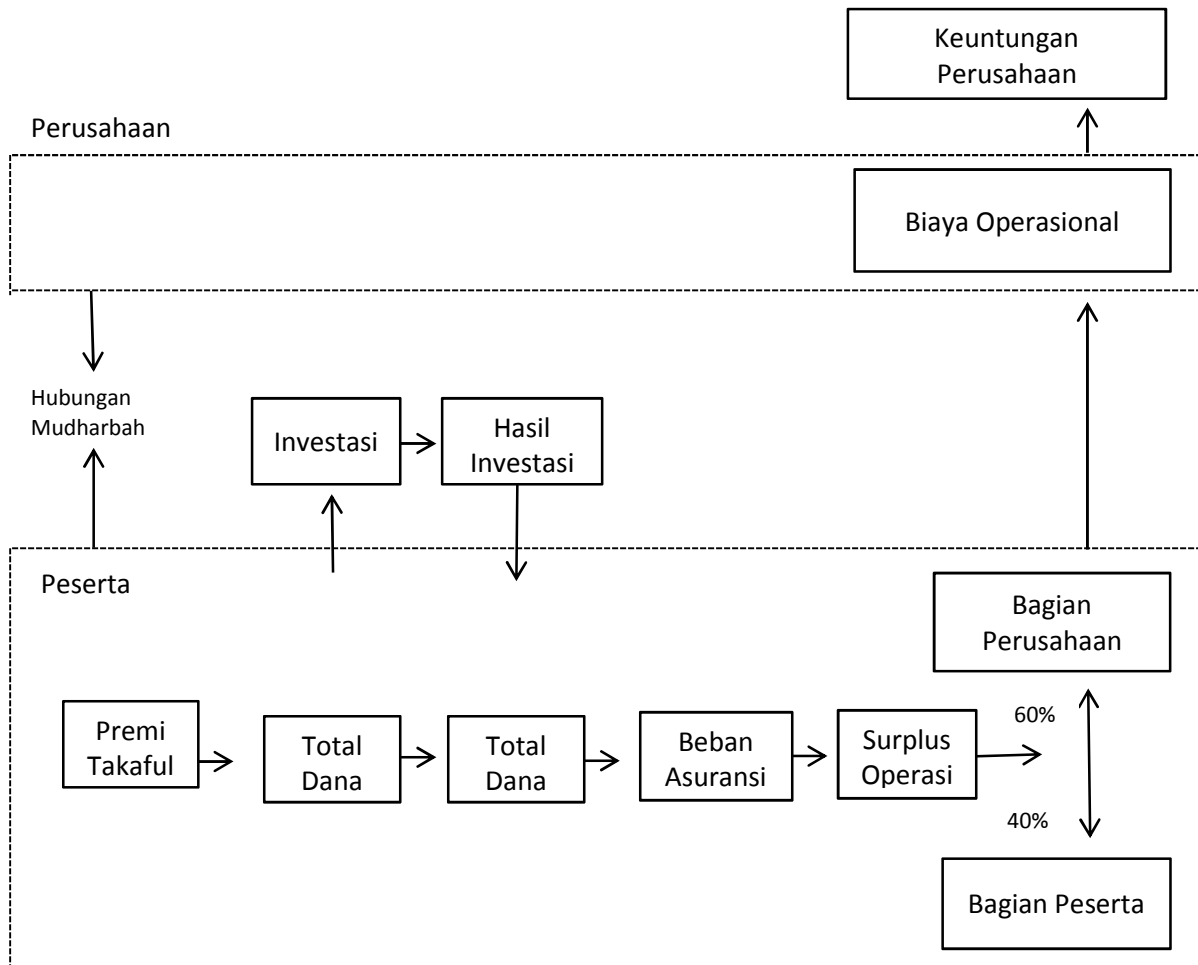 Keuntungan
Perusahaan
Perusahaan
Biaya Operasional
Hubungan
Mudharbah
Investasi
Hasil
Investasi
Peserta
Bagian
Perusahaan
Premi
Takaful
Total
Dana
Total
Dana
Beban
Asuransi
Surplus
Operasi
60%
40%
Bagian Peserta